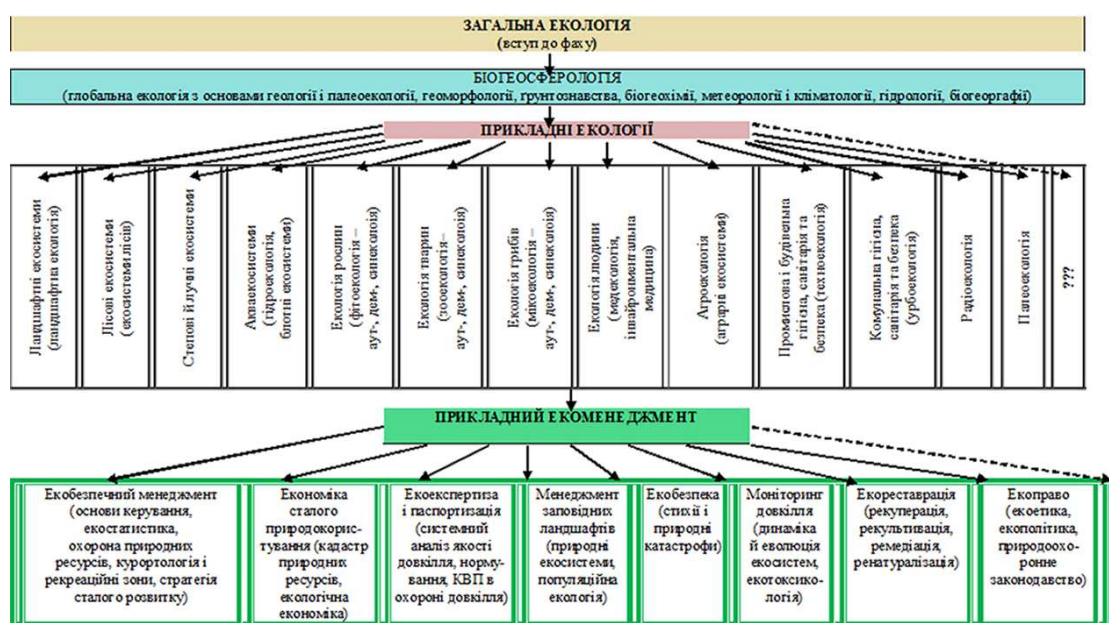 ЗАГАЛЬНА ЕКОЛОГІЯ
(вступ до фаху)
БІОГЕОСФЕРОЛОГІЯ
(глобальна екологія з основами геології і палеоекології, геоморфології, ґрунтознавства, біогеохімії, метеорології і кліматології, гідрології, біогеоргафії)
ПРИКЛАДНІ ЕКОЛОГІЇ
Ландшафтні екосистеми
(ландшафтна екологія)
Лісові екосистеми
(екосистеми лісів)
Степові й лучні екосистеми
Акваекосистеми
(гідроекологія,
болотні екосистеми)
Екологія рослин
(фітоекологія –
аут-, дем-, синекологія)
Екологія тварин
(зооекологія–
аут-, дем-, синекологія)
Екологія грибів
(мікоекологія –
аут-, дем-, синекологія)
Екологія людини
(медекологія,
інвайронментальна
медицина)
Агроекологія
(аграрні екосистеми)
Промислова і будівельна
гігієна, санітарія та
безпека (техноекологія)
Комунальна гігієна,
санітарія та безпека
(урбоекологія)
Радіоекологія
Палеоекологія
???
ПРИКЛАДНИЙ ЕКОМЕНЕДЖМЕНТ
Екобезпечний менеджмент
(основи керування,
екостатистика,
охорона природних
ресурсів, курортологія і
рекреаційні зони, стратегія
сталого розвитку)
Економіка
сталого
природокорис-
тування (кадастр
природних
ресурсів,
екологічна
економіка)
Екоекспертиза
і паспортизація
(системний
аналіз якості
довкілля, норму-
вання, КВП в
охороні довкілля)
Менеджмент
заповідних
ландшафтів
(природні
екосистеми,
популяційна
екологія)
Екобезпека
(стихії і
природні
катастрофи)
Моніторинг
довкілля
(динаміка
й еволюція
екосистем,
екотоксико-
логія)
Екореставрація
(рекуперація,
рекультивація,
ремедіація,
ренатуралізація)
Екоправо
(екоетика,
екополітика,
природоохо-
ронне
законодавство)